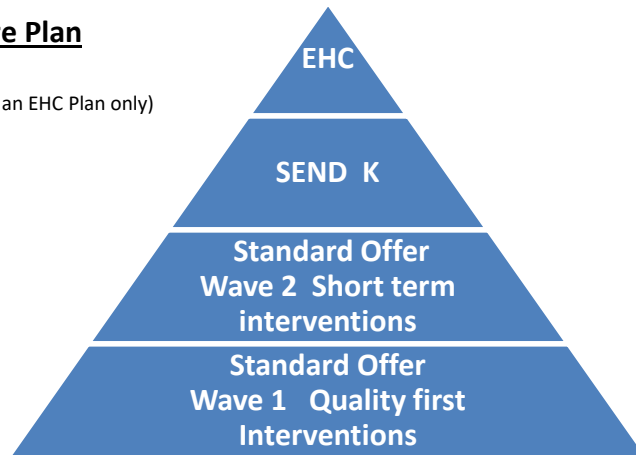 re Plan
an EHC Plan only)
EHC
SEND K
Standard Offer
Wave 2 Short term
interventions
Standard Offer
Wave 1 Quality first
Interventions